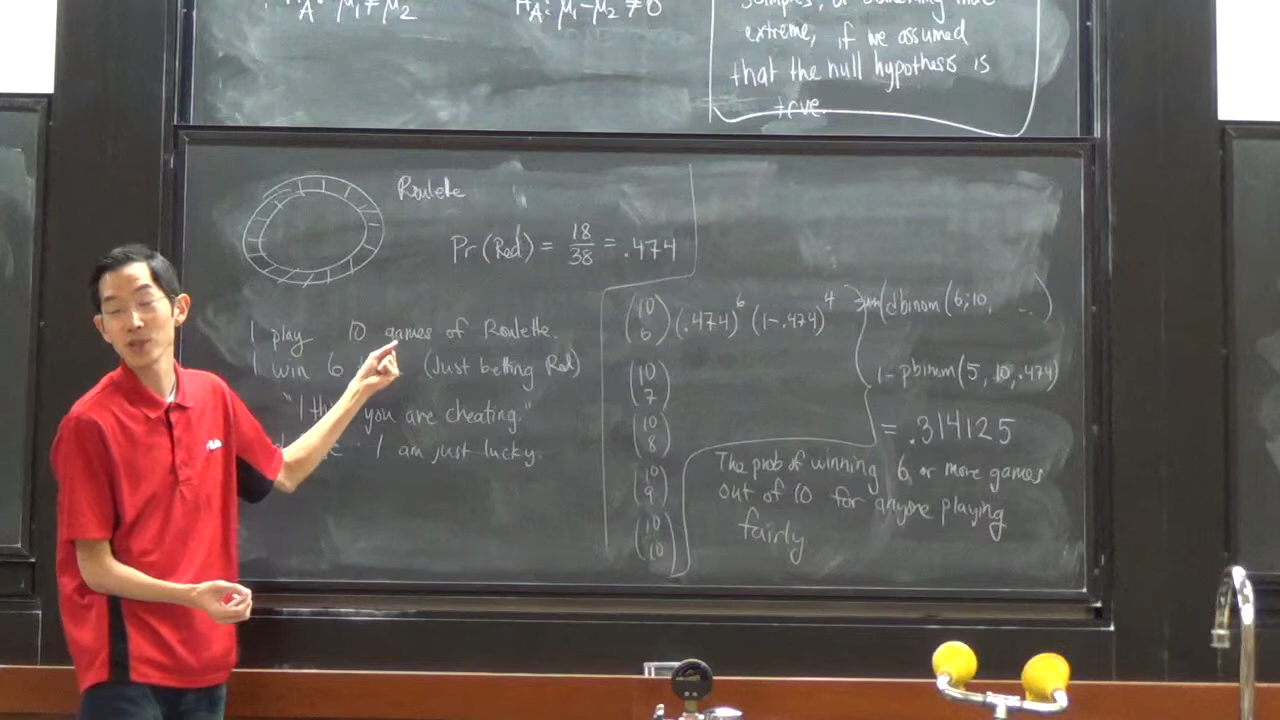 H_A: μ₁ ≠ μ₂
H_A: μ₁-μ₂ ≠ 0
extreme, if we assumed
that the null hypothesis is
true.
Roulette
Pr(Red) = 18/38 = .474
I play 10 games of Roulette.
I win 6 (Just betting Red)
"I you are cheating."
I am just lucky.
(10 6) (.474)^6 (1-.474)^4
(10 7)
(10 8)
(10 9)
(10 10)
sum(dbinom(6:10, ...)
1-pbinom(5, 10, .474)
= .314125
The prob of winning 6 or more games
out of 10 for anyone playing
fairly
FILA